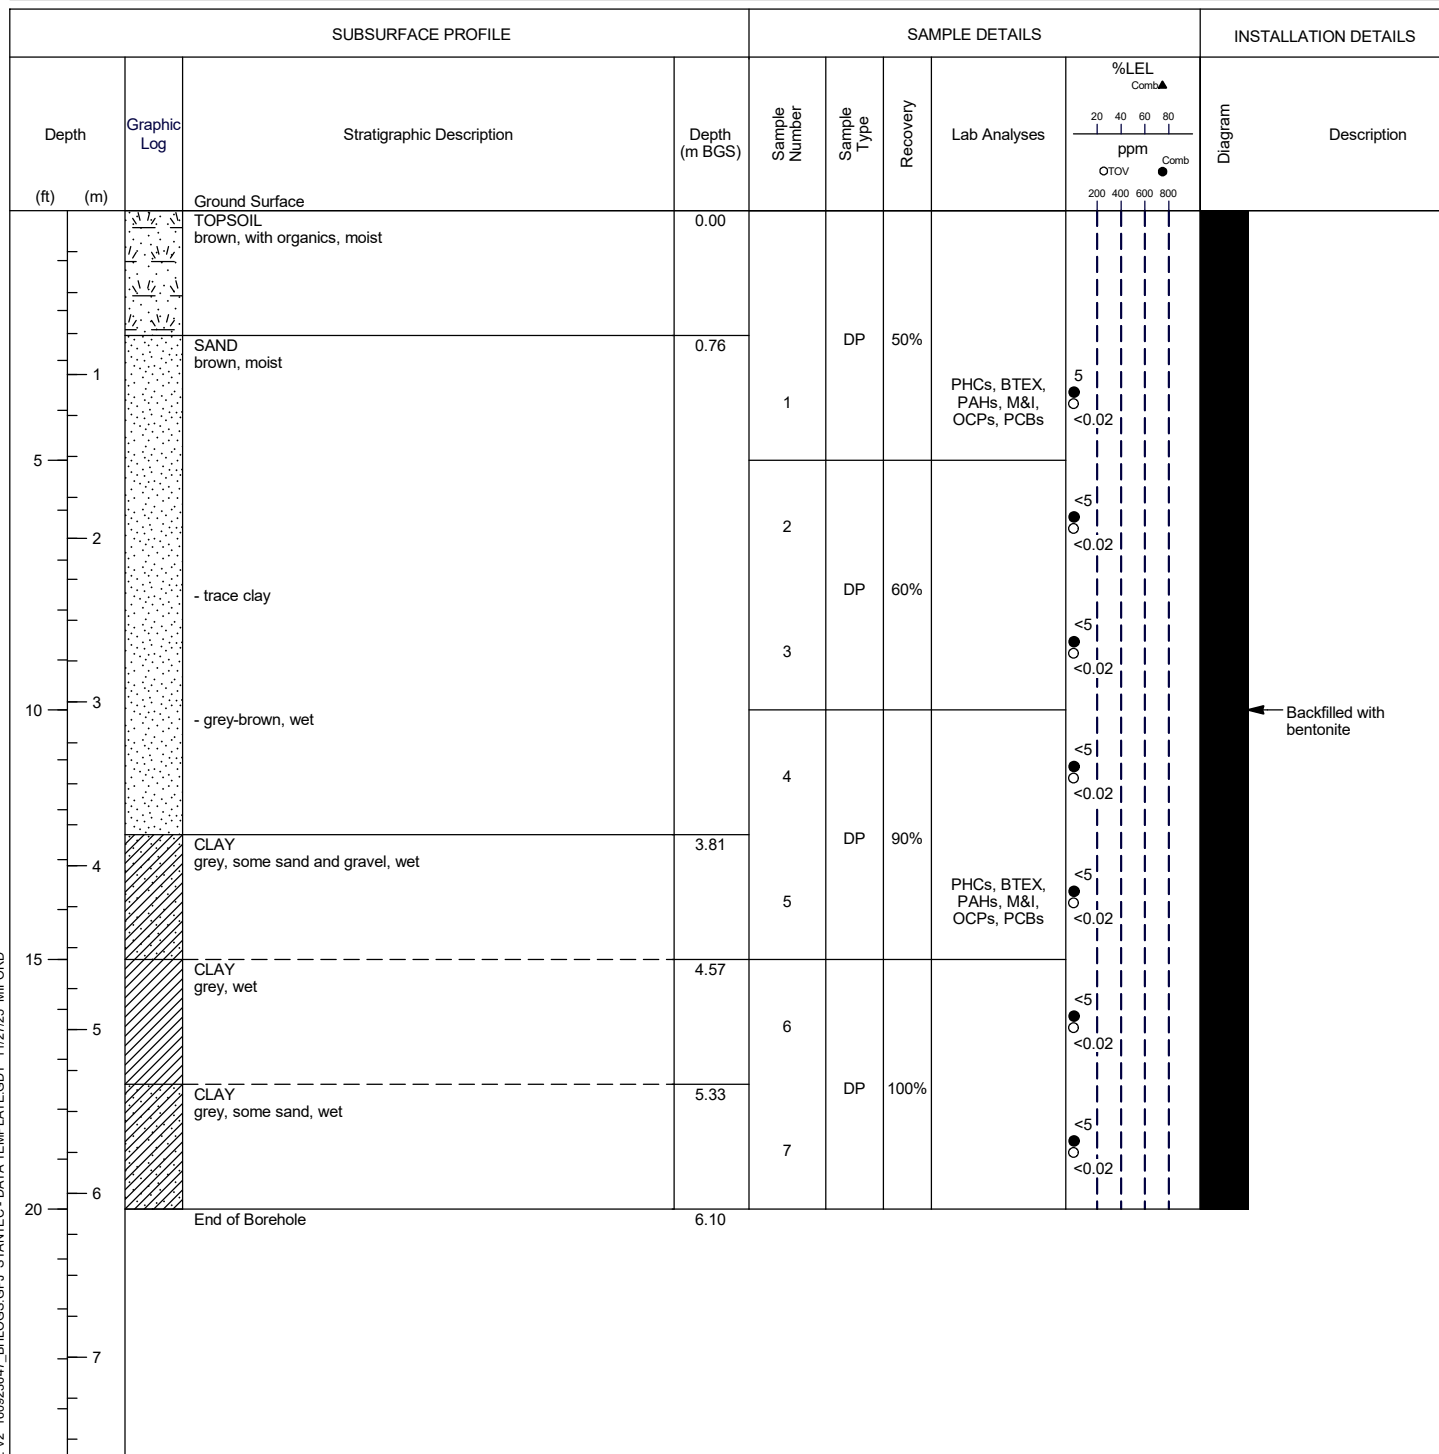 SUBSURFACE PROFILE
SAMPLE DETAILS
INSTALLATION DETAILS
Depth
(ft) (m)
Graphic
Log
Stratigraphic Description
Ground Surface
Depth
(m BGS)
Sample
Number
Sample
Type
Recovery
Lab Analyses
%LEL
Comb
20 40 60 80
ppm
TOV
Comb
200 400 600 800
Diagram
Description
TOPSOIL
brown, with organics, moist
0.00
SAND
brown, moist
0.76
DP 50%
1
5
1
PHCs, BTEX,
PAHs, M&I,
OCPs, PCBs
<0.02
5
<5
2
2
<0.02
- trace clay
DP 60%
<5
3
<0.02
3
10
- grey-brown, wet
Backfilled with
bentonite
<5
4
<0.02
CLAY
grey, some sand and gravel, wet
3.81
DP 90%
4
<5
5
PHCs, BTEX,
PAHs, M&I,
OCPs, PCBs
<0.02
15
CLAY
grey, wet
4.57
<5
5
6
<0.02
CLAY
grey, some sand, wet
5.33
DP 100%
<5
7
<0.02
6
20
End of Borehole
6.10
7